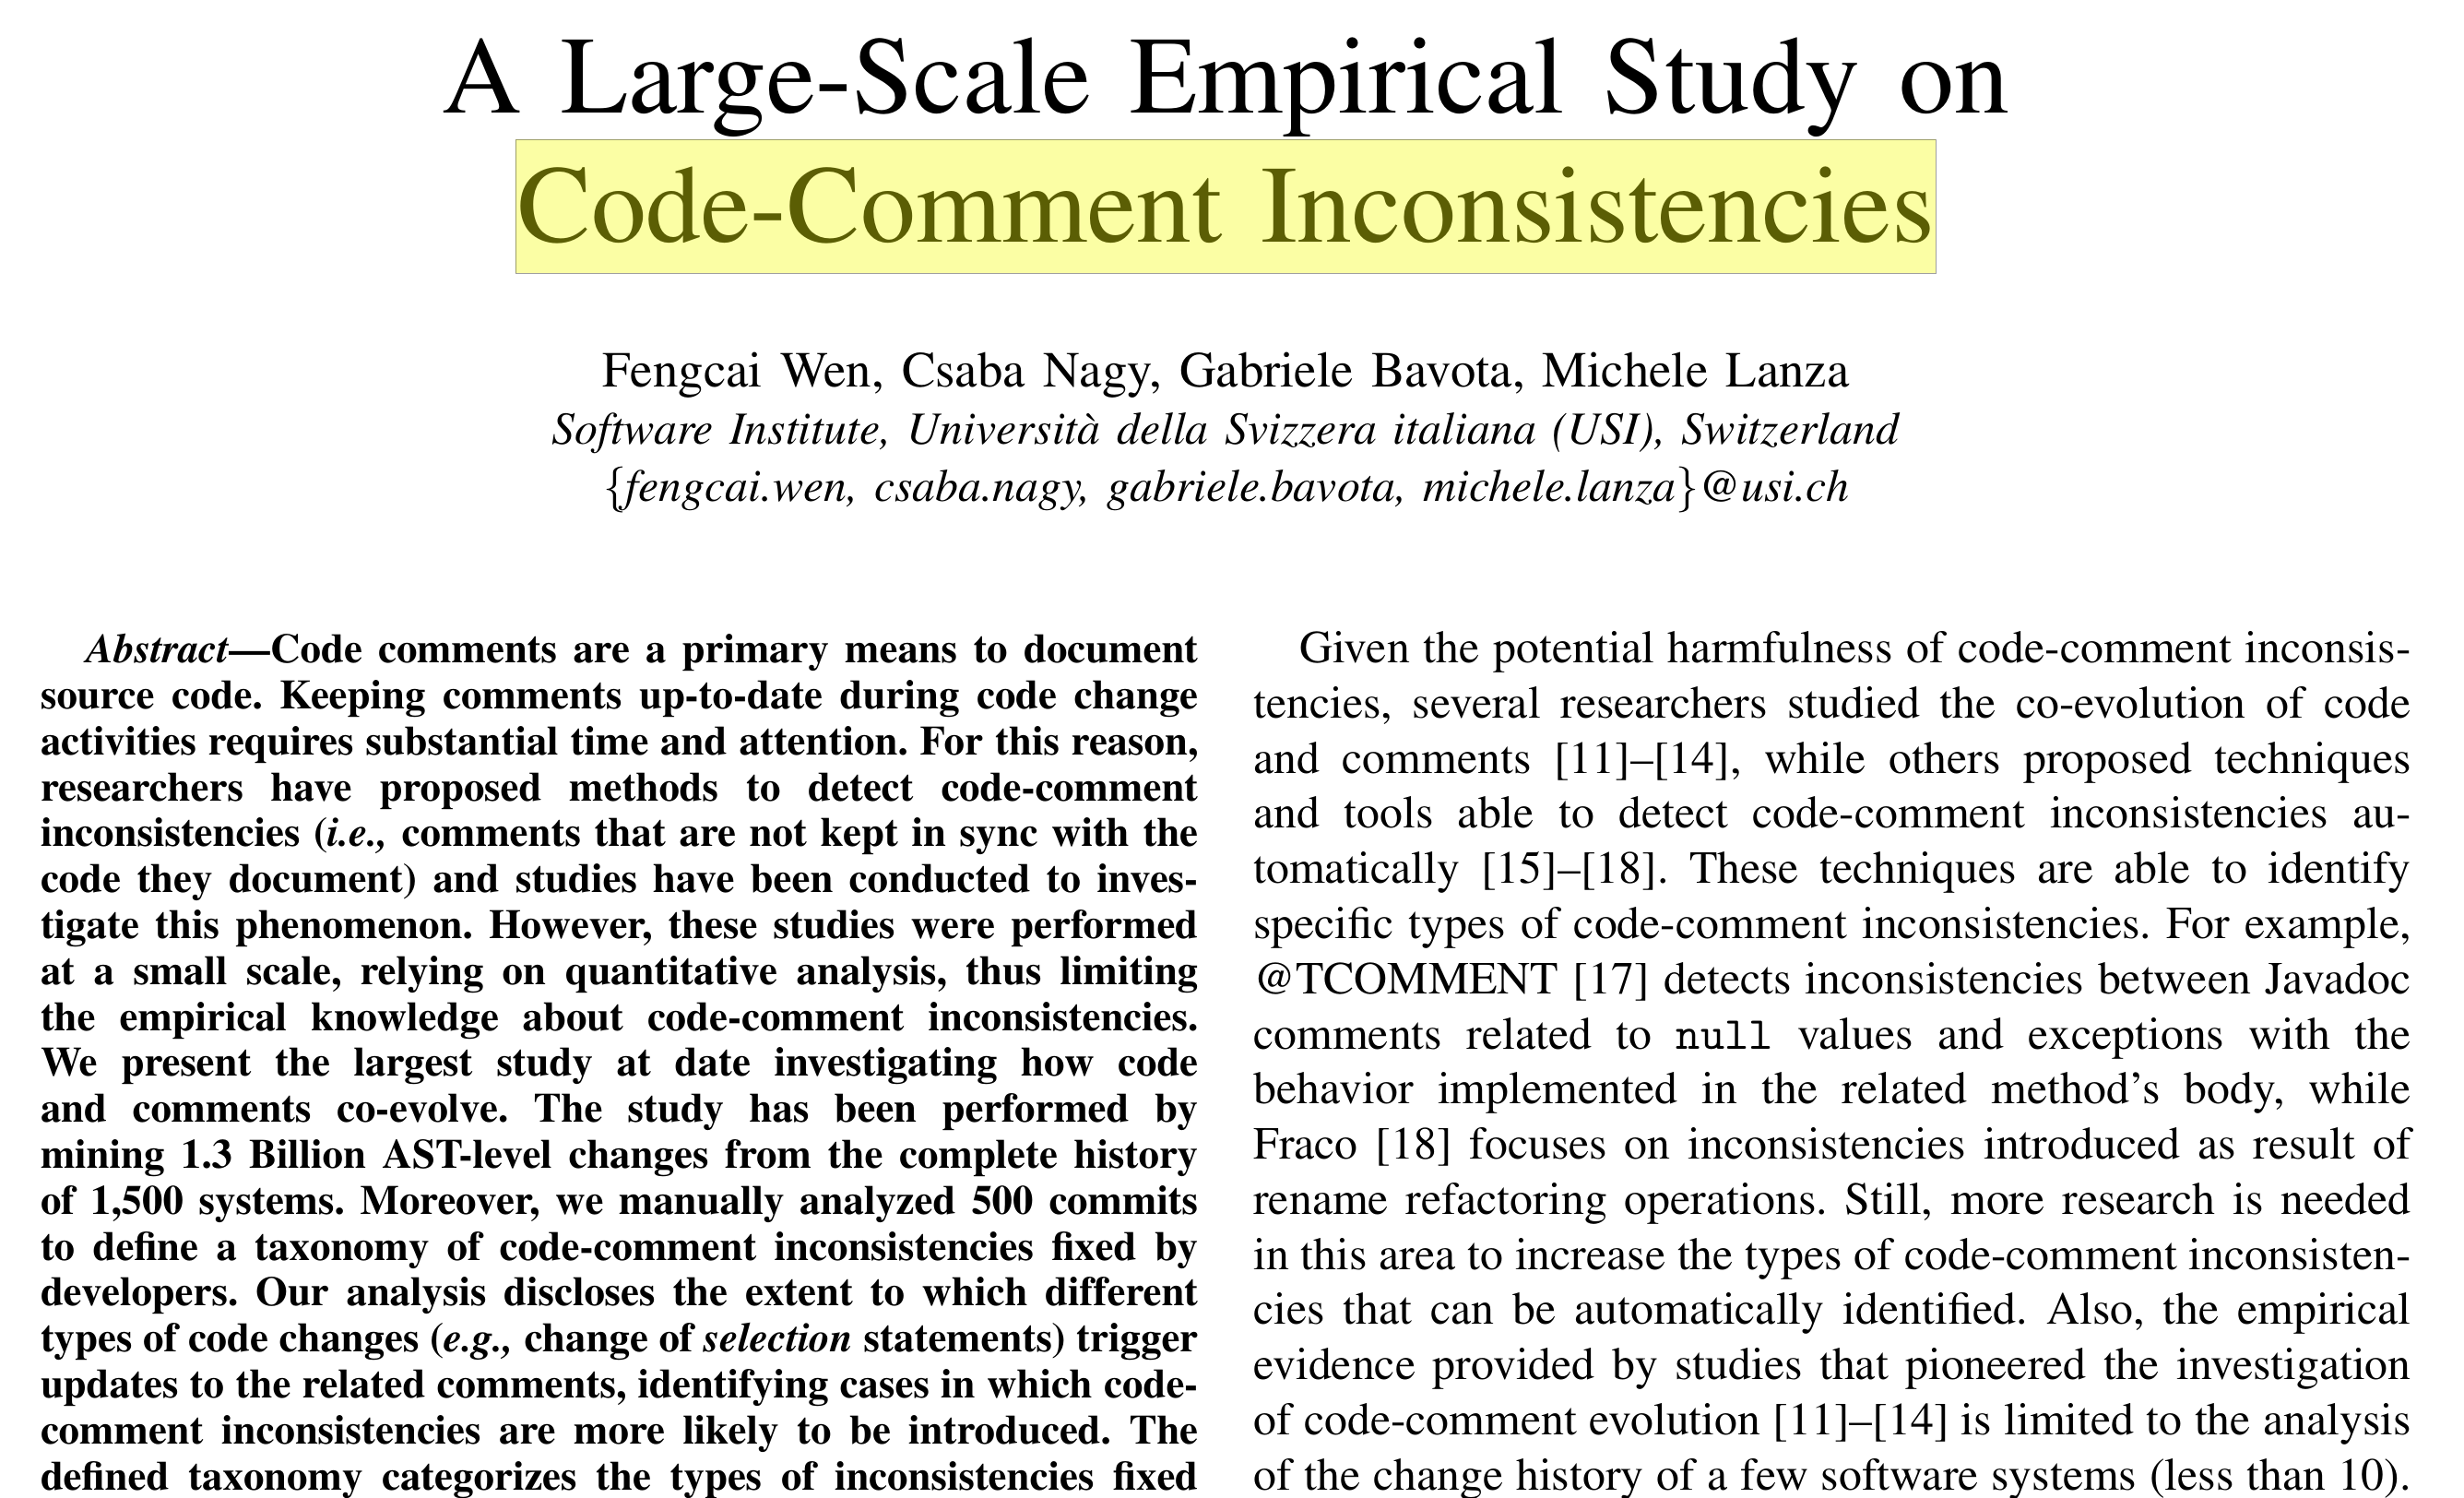 A Large-Scale Empirical Study on
Code-Comment Inconsistencies
Fengcai Wen, Csaba Nagy, Gabriele Bavota, Michele Lanza
Software Institute, Università della Svizzera italiana (USI), Switzerland
{fengcai.wen, csaba.nagy, gabriele.bavota, michele.lanza}@usi.ch
Abstract—Code comments are a primary means to document
source code. Keeping comments up-to-date during code change
activities requires substantial time and attention. For this reason,
researchers have proposed methods to detect code-comment
inconsistencies (i.e., comments that are not kept in sync with the
code they document) and studies have been conducted to inves-
tigate this phenomenon. However, these studies were performed
at a small scale, relying on quantitative analysis, thus limiting
the empirical knowledge about code-comment inconsistencies.
We present the largest study at date investigating how code
and comments co-evolve. The study has been performed by
mining 1.3 Billion AST-level changes from the complete history
of 1,500 systems. Moreover, we manually analyzed 500 commits
to define a taxonomy of code-comment inconsistencies fixed by
developers. Our analysis discloses the extent to which different
types of code changes (e.g., change of selection statements) trigger
updates to the related comments, identifying cases in which code-
comment inconsistencies are more likely to be introduced. The
defined taxonomy categorizes the types of inconsistencies fixed
Given the potential harmfulness of code-comment inconsis-
tencies, several researchers studied the co-evolution of code
and comments [11]–[14], while others proposed techniques
and tools able to detect code-comment inconsistencies au-
tomatically [15]–[18]. These techniques are able to identify
specific types of code-comment inconsistencies. For example,
@TCOMMENT [17] detects inconsistencies between Javadoc
comments related to null values and exceptions with the
behavior implemented in the related method's body, while
Fraco [18] focuses on inconsistencies introduced as result of
rename refactoring operations. Still, more research is needed
in this area to increase the types of code-comment inconsisten-
cies that can be automatically identified. Also, the empirical
evidence provided by studies that pioneered the investigation
of code-comment evolution [11]–[14] is limited to the analysis
of the change history of a few software systems (less than 10).